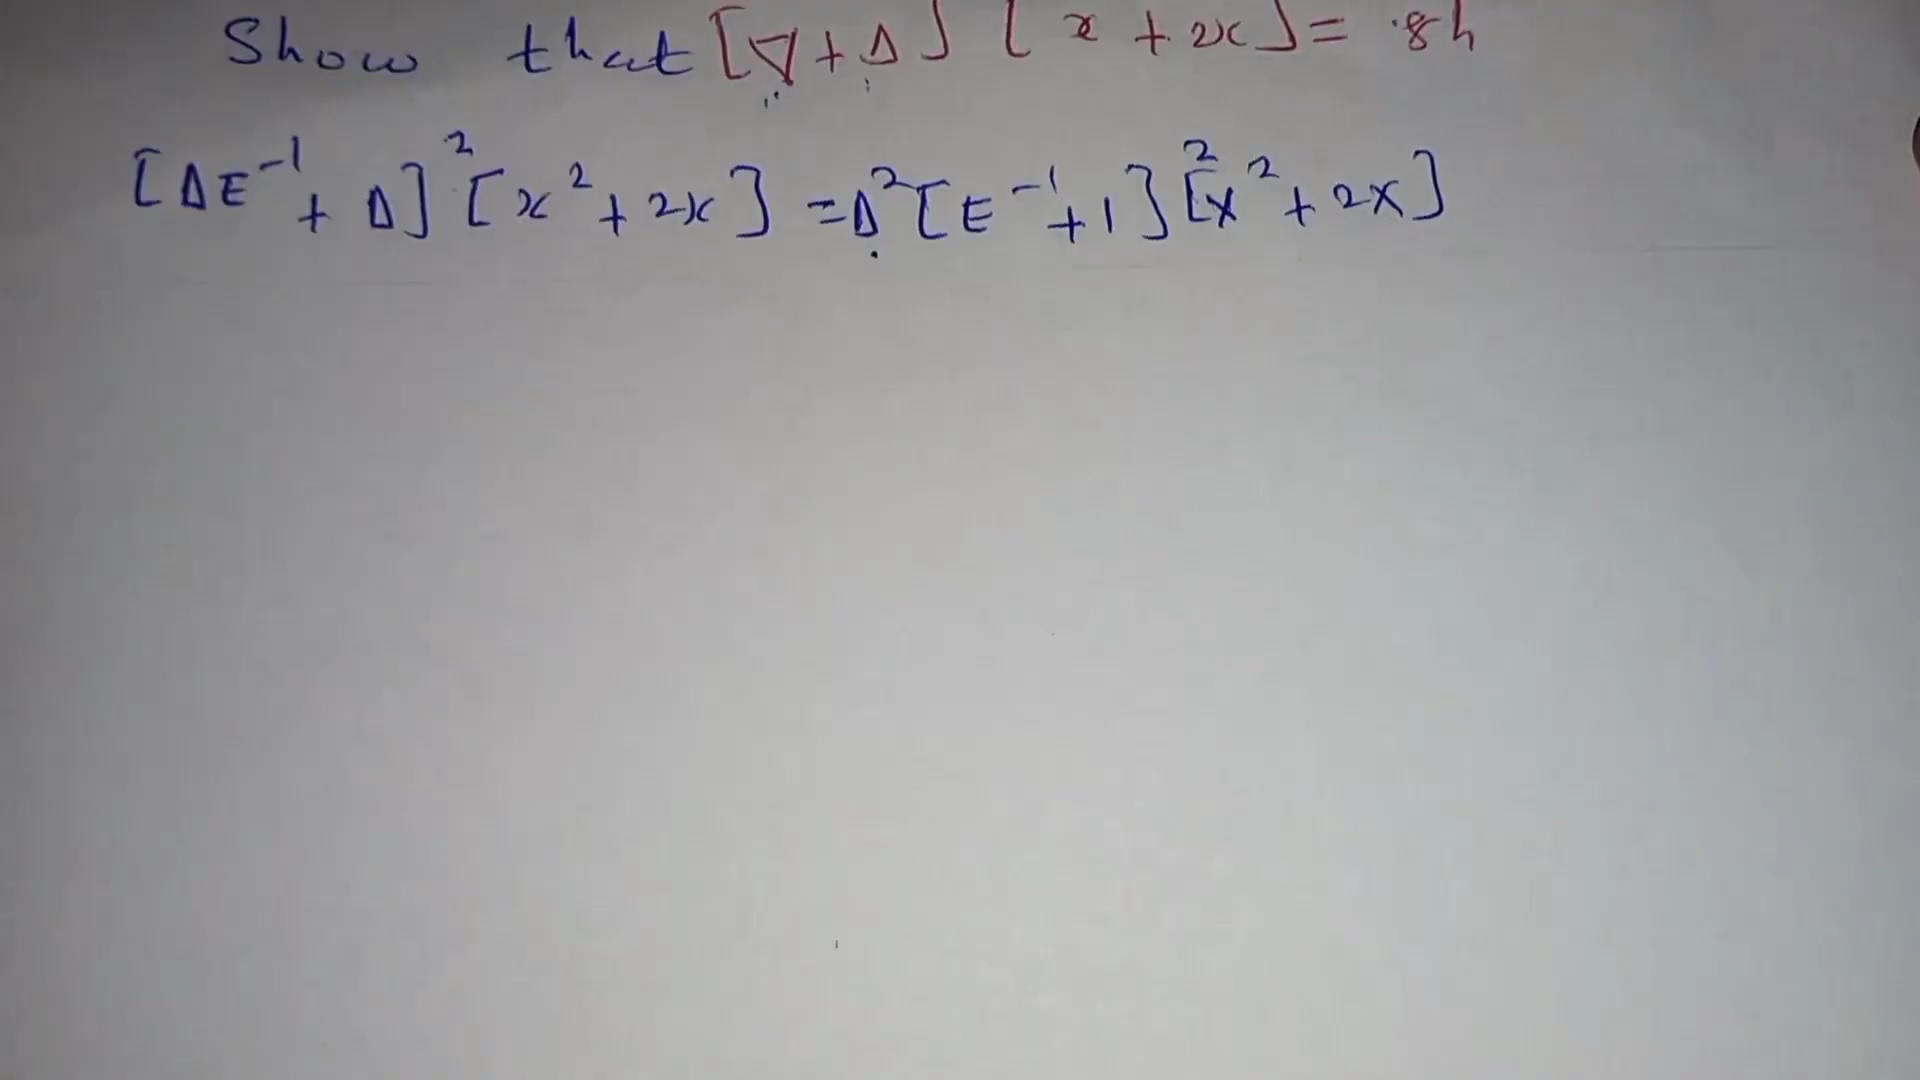 Show that [∇ + Δ] [x + 2x] = 8h
[ΔE⁻¹ + Δ]² [x² + 2x] = Δ² [E⁻¹ + 1]² [x² + 2x]